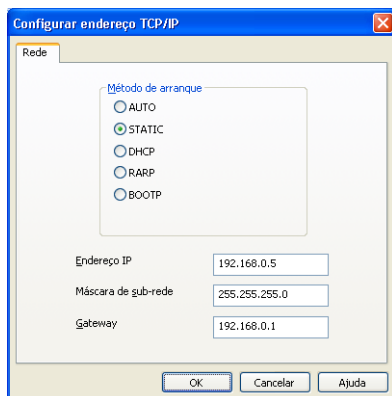 Configurar endereço TCP/IP
Rede
Método de arranque
AUTO
STATIC
DHCP
RARP
BOOTP
Endereço IP 192.168.0.5
Máscara de sub-rede 255.255.255.0
Gateway 192.168.0.1
OK Cancelar Ajuda